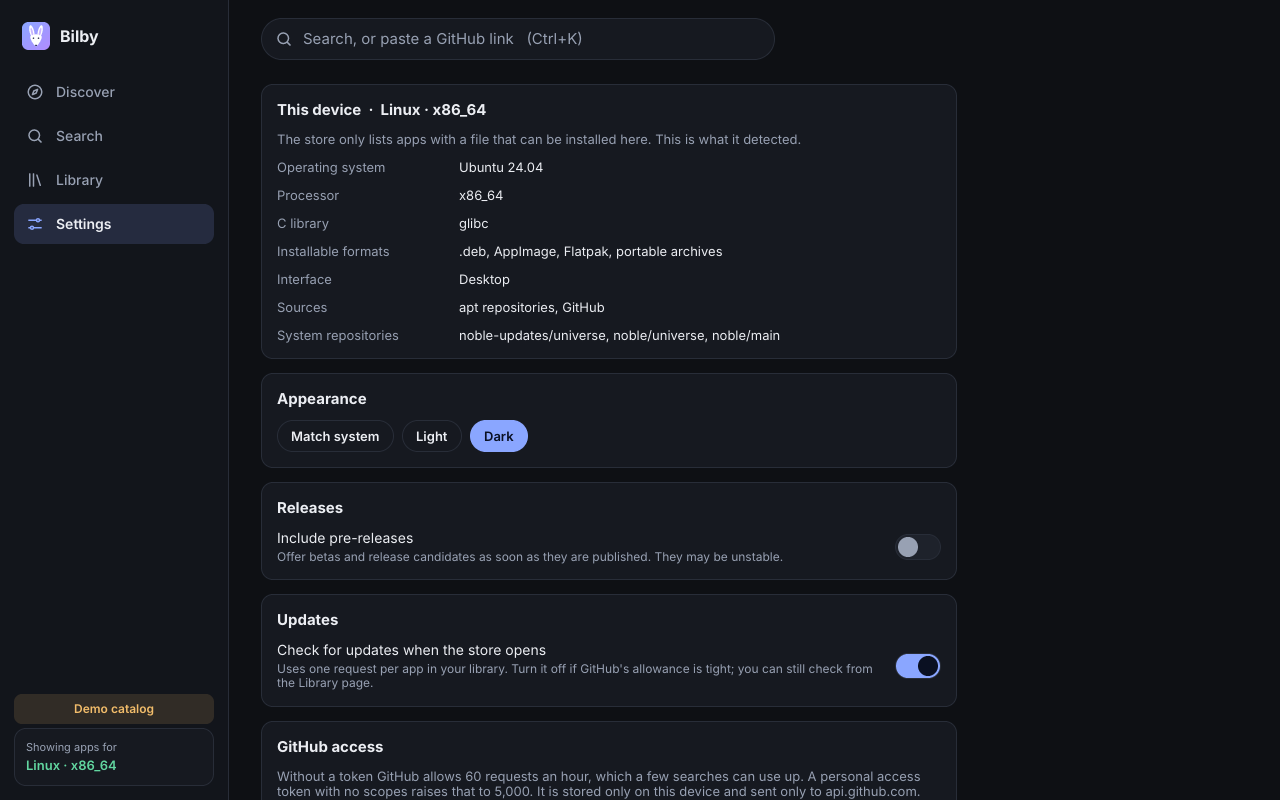 Bilby
Discover
Search
Library
Settings
Demo catalog
Showing apps for
Linux · x86_64
Search, or paste a GitHub link (Ctrl+K)
This device · Linux · x86_64
The store only lists apps with a file that can be installed here. This is what it detected.
Operating system Ubuntu 24.04
Processor x86_64
C library glibc
Installable formats .deb, AppImage, Flatpak, portable archives
Interface Desktop
Sources apt repositories, GitHub
System repositories noble-updates/universe, noble/universe, noble/main
Appearance
Match system Light Dark
Releases
Include pre-releases
Offer betas and release candidates as soon as they are published. They may be unstable.
Updates
Check for updates when the store opens
Uses one request per app in your library. Turn it off if GitHub's allowance is tight; you can still check from
the Library page.
GitHub access
Without a token GitHub allows 60 requests an hour, which a few searches can use up. A personal access
token with no scopes raises that to 5,000. It is stored only on this device and sent only to api.github.com.